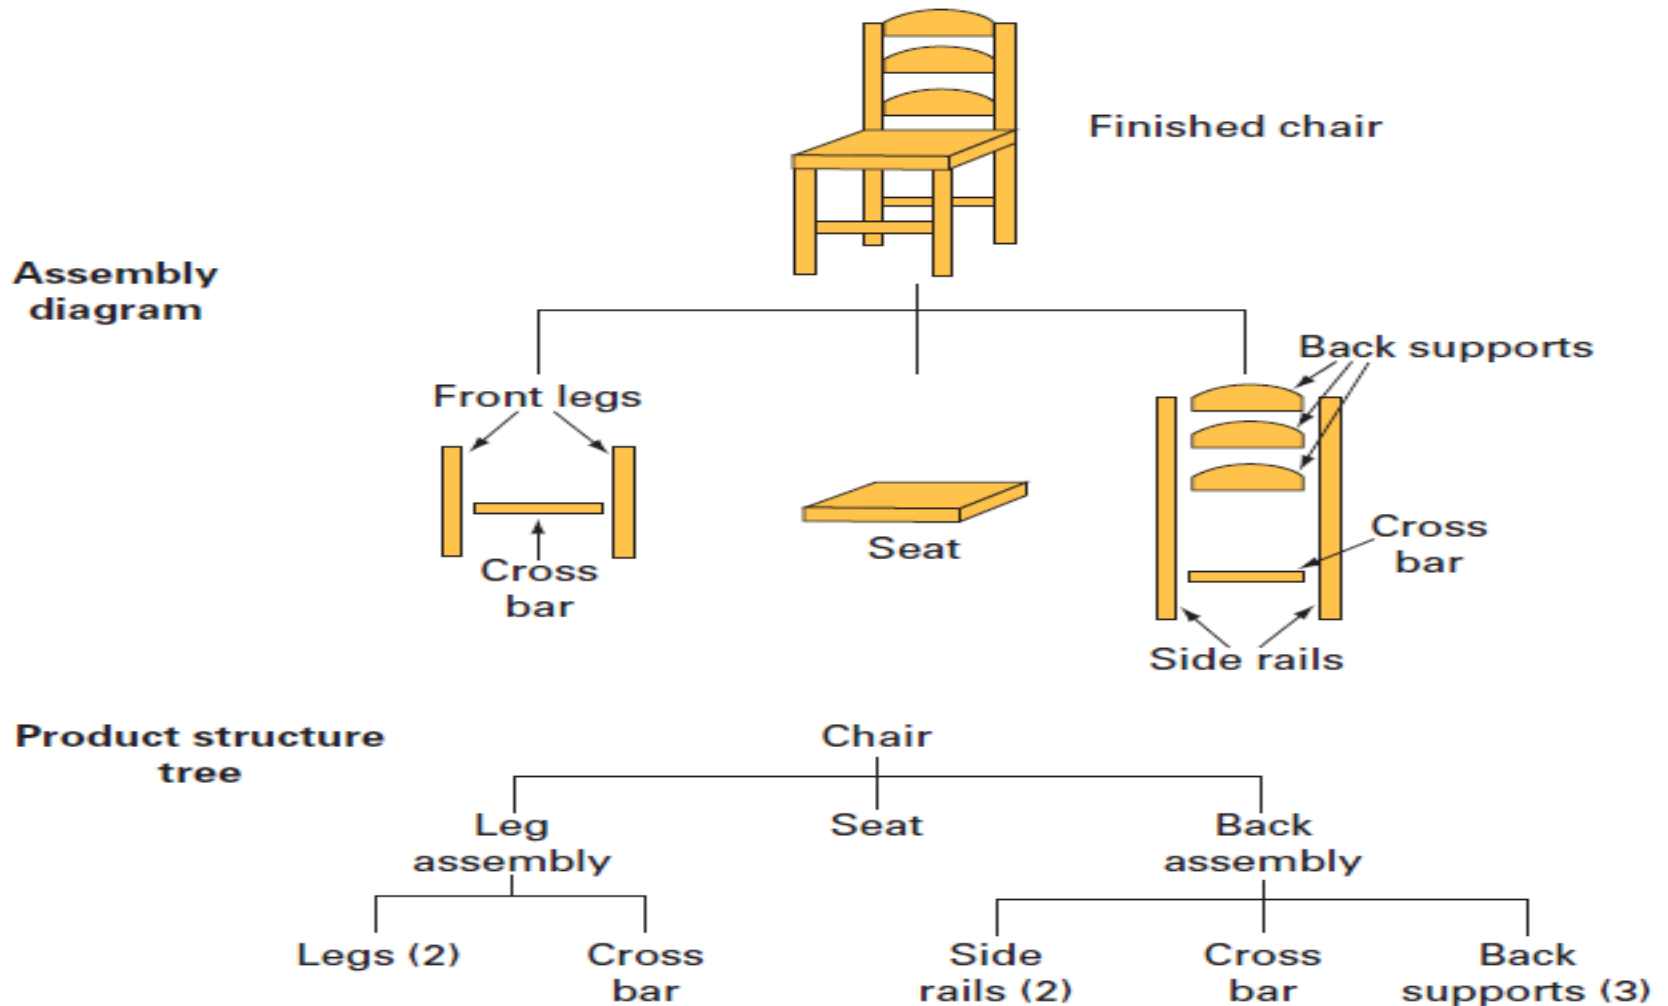 Finished chair
Assembly
diagram
Back supports
Front legs
Cross
bar
Seat
Cross
bar
Side rails
Product structure
tree
Chair
Leg
assembly
Seat
Back
assembly
Legs (2)
Cross
bar
Side
rails (2)
Cross
bar
Back
supports (3)